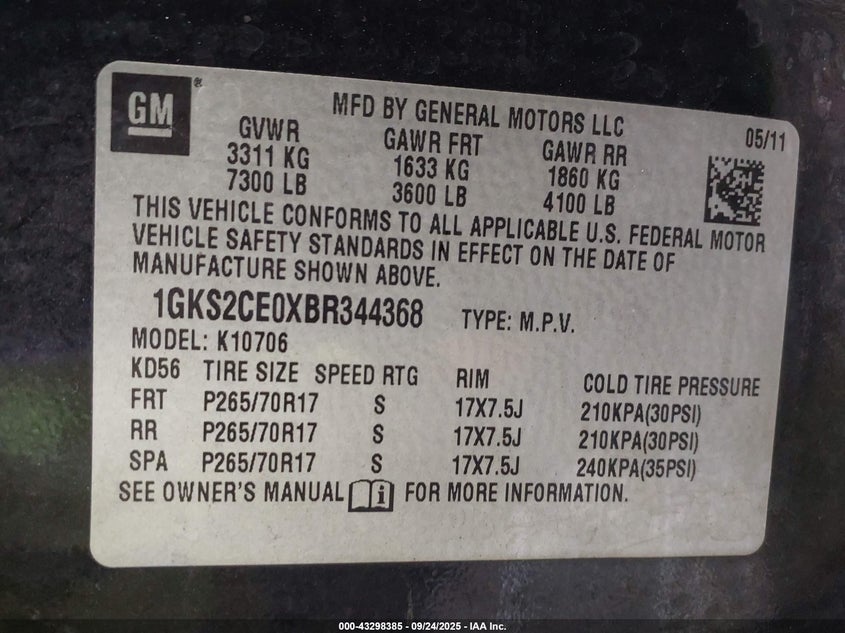 GM®
MFD BY GENERAL MOTORS LLC
05/11
GVWR GAWR FRT GAWR RR
3311 KG 1633 KG 1860 KG
7300 LB 3600 LB 4100 LB
THIS VEHICLE CONFORMS TO ALL APPLICABLE U.S. FEDERAL MOTOR
VEHICLE SAFETY STANDARDS IN EFFECT ON THE DATE OF
MANUFACTURE SHOWN ABOVE.
1GKS2CE0XBR344368 TYPE: M.P.V.
MODEL: K10706
KD56 TIRE SIZE SPEED RTG RIM COLD TIRE PRESSURE
FRT P265/70R17 S 17X7.5J 210KPA(30PSI)
RR P265/70R17 S 17X7.5J 210KPA(30PSI)
SPA P265/70R17 S 17X7.5J 240KPA(35PSI)
SEE OWNER'S MANUAL i FOR MORE INFORMATION.
000-43298385 - 09/24/2025 - IAA Inc.